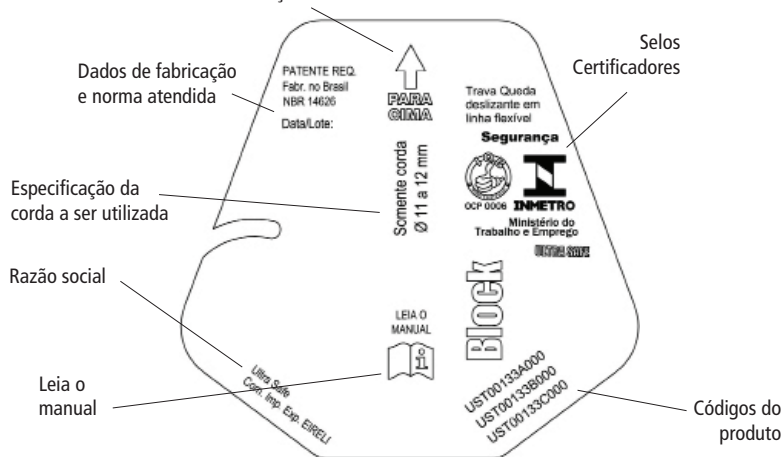 Dados de fabricação
e norma atendida
PATENTE REQ.
Fabr. no Brasil
NBR 14626
Data/Lote:
PARA
CIMA
Trava Queda
deslizante em
linha flexível
Segurança
Selos
Certificadores
OCP 0006
INMETRO
Ministério do
Trabalho e Emprego
ULTRA SAFE
Especificação da
corda a ser utilizada
Somente corda
Ø 11 a 12 mm
Block
Razão social
LEIA O
MANUAL
Leia o
manual
Ultra Safe
Com. Imp. Exp. EIRELI
UST00133A000
UST00133B000
UST00133C000
Códigos do
produto